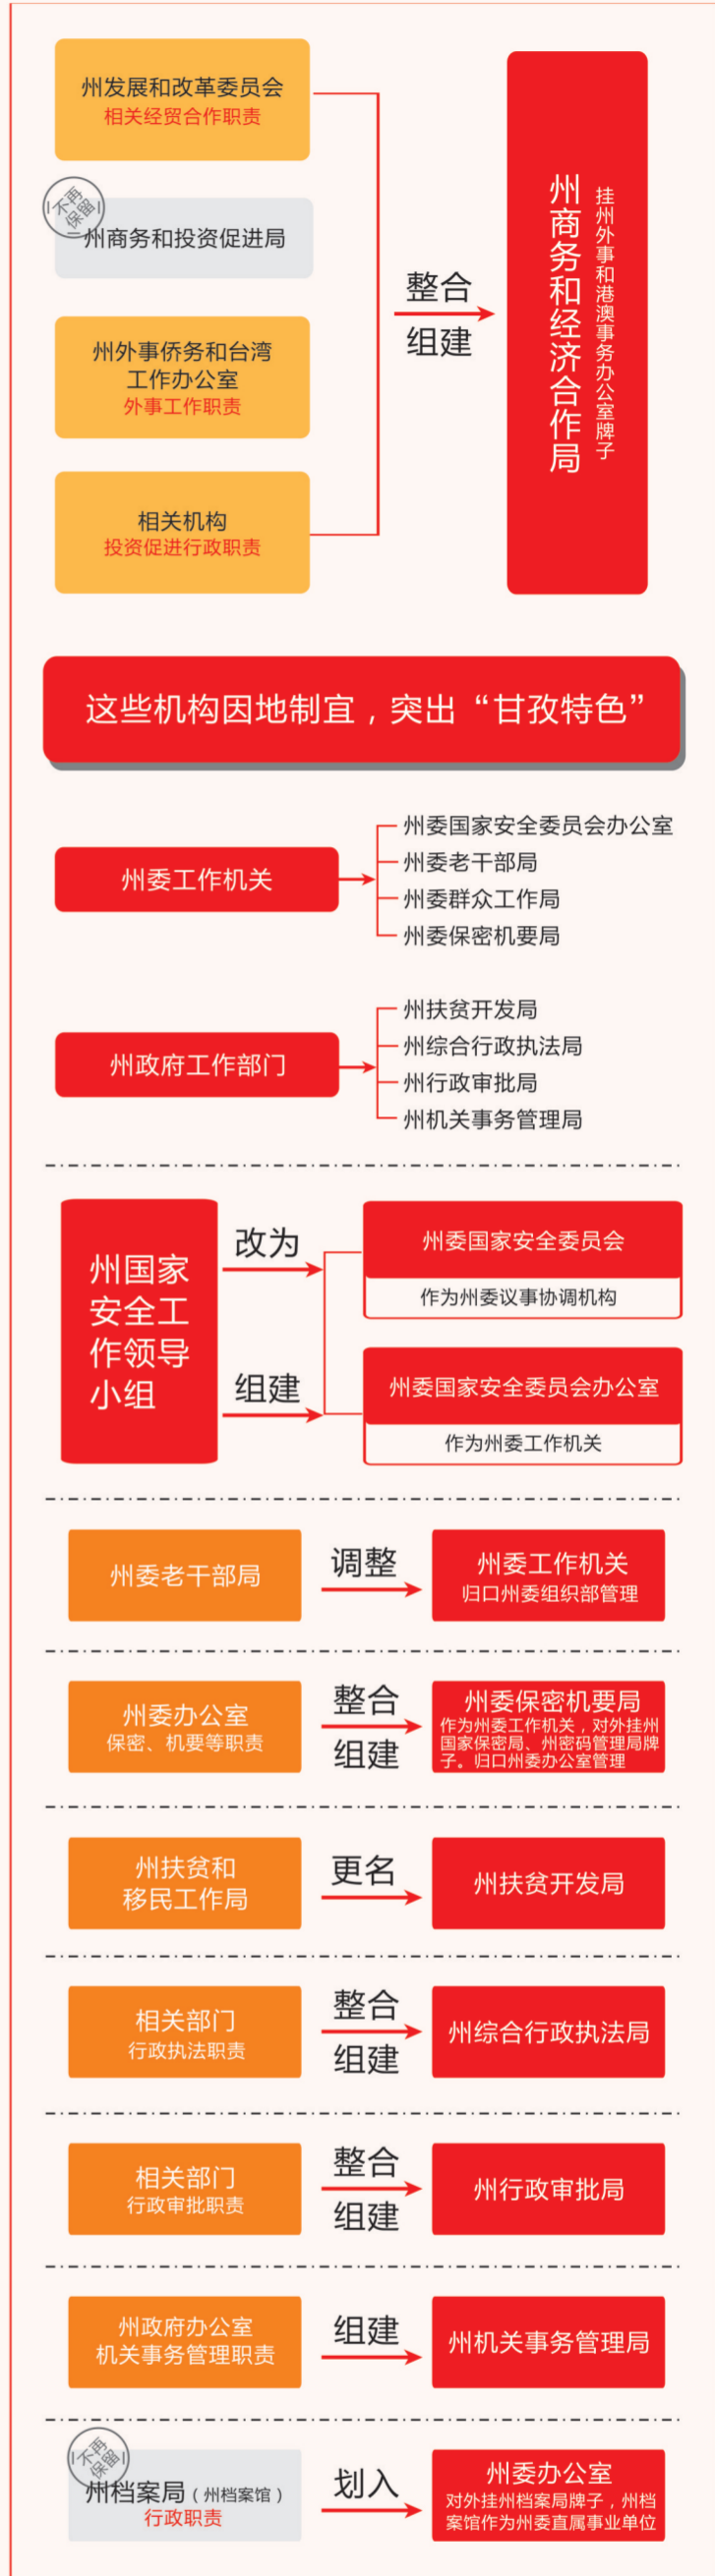 州发展和改革委员会
相关经贸合作职责
不再
保留
州商务和投资促进局
州外事侨务和台湾
工作办公室
外事工作职责
相关机构
投资促进行政职责
整合
组建
州商务和经济合作局
挂州外事和港澳事务办公室牌子
这些机构因地制宜，突出“甘孜特色”
州委工作机关
州委国家安全委员会办公室
州委老干部局
州委群众工作局
州委保密机要局
州政府工作部门
州扶贫开发局
州综合行政执法局
州行政审批局
州机关事务管理局
州国家
安全工
作领导
小组
改为
州委国家安全委员会
作为州委议事协调机构
组建
州委国家安全委员会办公室
作为州委工作机关
州委老干部局
调整
州委工作机关
归口州委组织部管理
州委办公室
保密、机要等职责
整合
组建
州委保密机要局
作为州委工作机关，对外挂州
国家保密局、州密码管理局牌
子。归口州委办公室管理
州扶贫和
移民工作局
更名
州扶贫开发局
相关部门
行政执法职责
整合
组建
州综合行政执法局
相关部门
行政审批职责
整合
组建
州行政审批局
州政府办公室
机关事务管理职责
组建
州机关事务管理局
不再
保留
州档案局（州档案馆）
行政职责
划入
州委办公室
对外挂州档案局牌子，州档
案馆作为州委直属事业单位